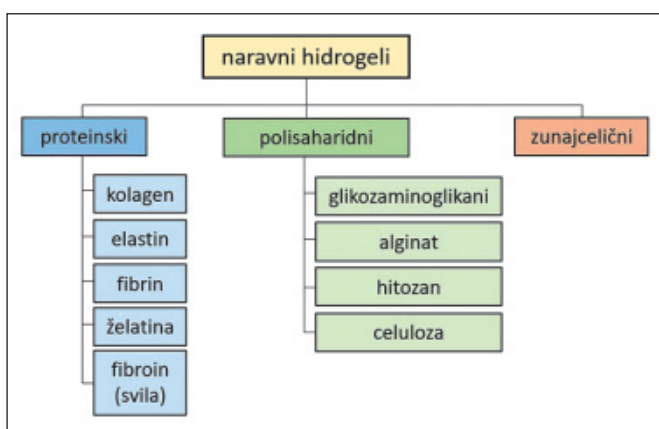 naravni hidrogeli
proteinski
polisaharidni
zunajcelični
kolagen
elastin
fibrin
želatina
fibroin
(svila)
glikozaminoglikani
alginat
hitozan
celuloza